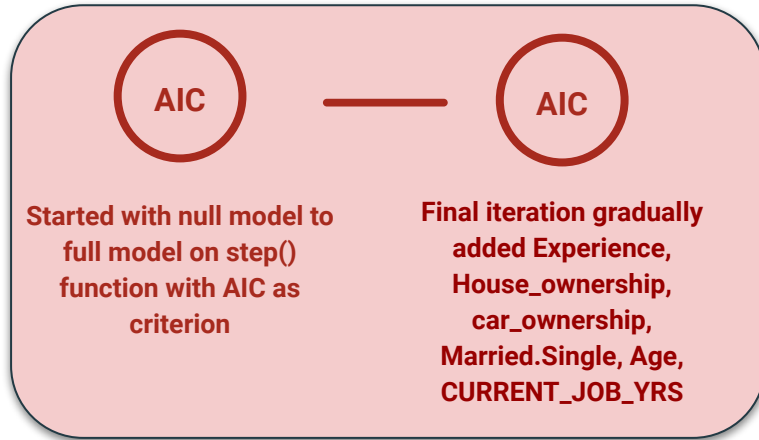 AIC
Started with null model to
full model on step()
function with AIC as
criterion
AIC
Final iteration gradually
added Experience,
House_ownership,
car_ownership,
Married.Single, Age,
CURRENT_JOB_YRS